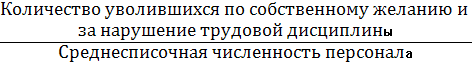 Количество уволившихся по собственному желанию и
за нарушение трудовой дисциплины
Среднесписочная численность персонала